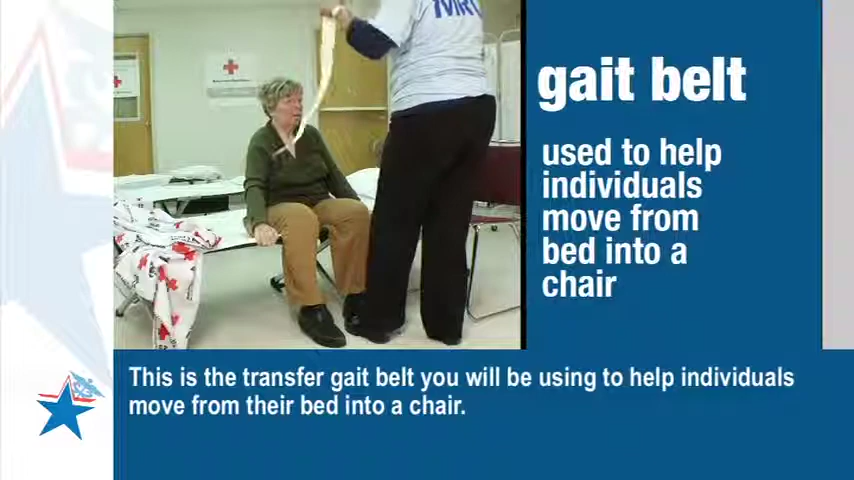 MRC
gait belt
used to help
individuals
move from
bed into a
chair
This is the transfer gait belt you will be using to help individuals
move from their bed into a chair.